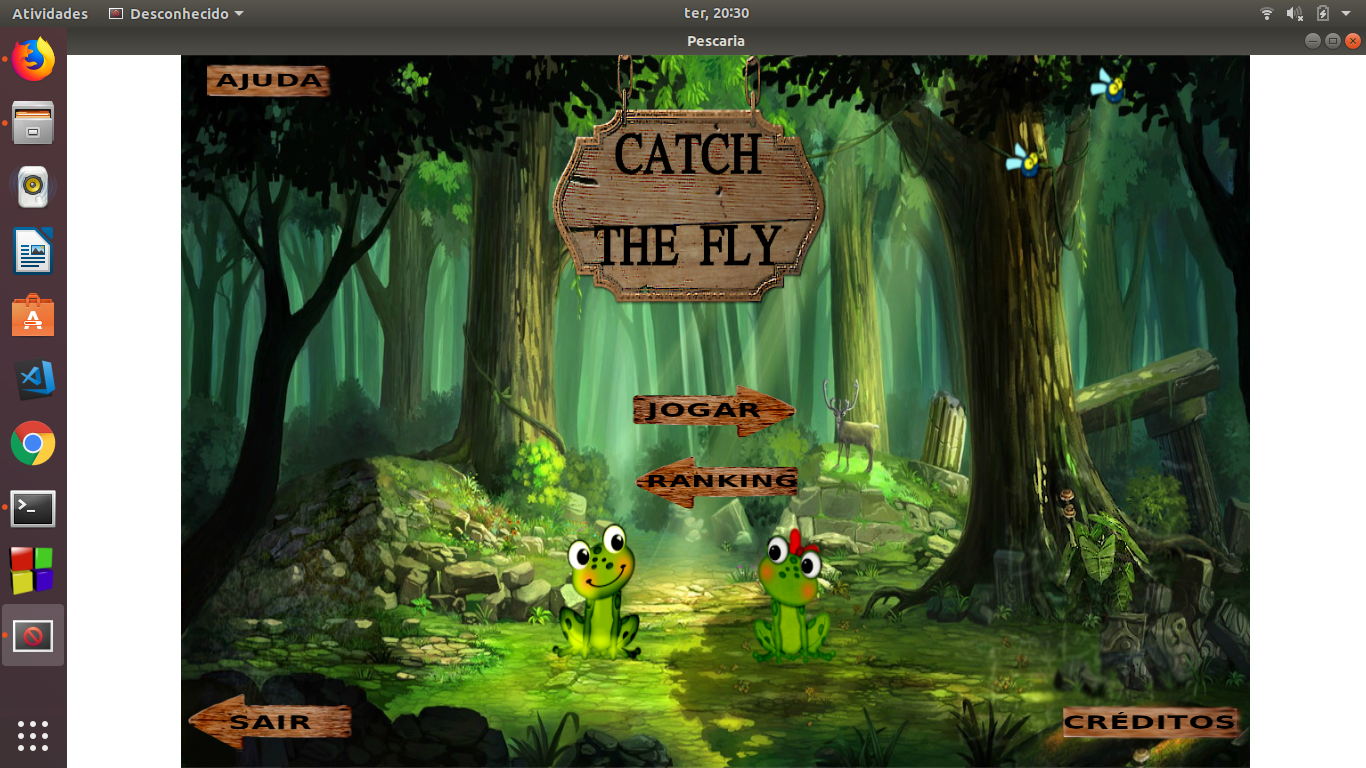 Atividades
Desconhecido
ter, 20:30
Pescaria
AJUDA
CATCH
THE FLY
JOGAR
RANKING
SAIR
CRÉDITOS